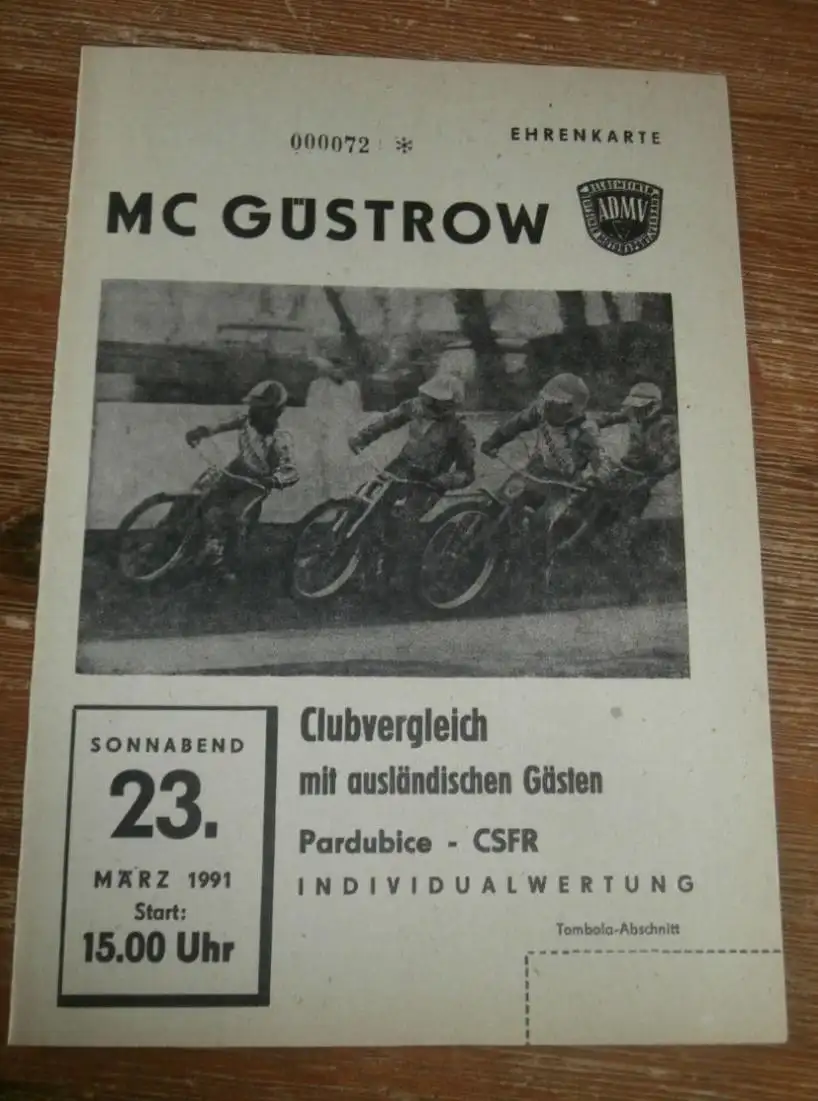 000072 *
EHRENKARTE
MC GÜSTROW
ALLGEMEINER
ADMV
Clubvergleich
mit ausländischen Gästen
Pardubice - CSFR
INDIVIDUALWERTUNG
SONNABEND
23.
MÄRZ 1991
Start:
15.00 Uhr
Tombola-Abschnitt